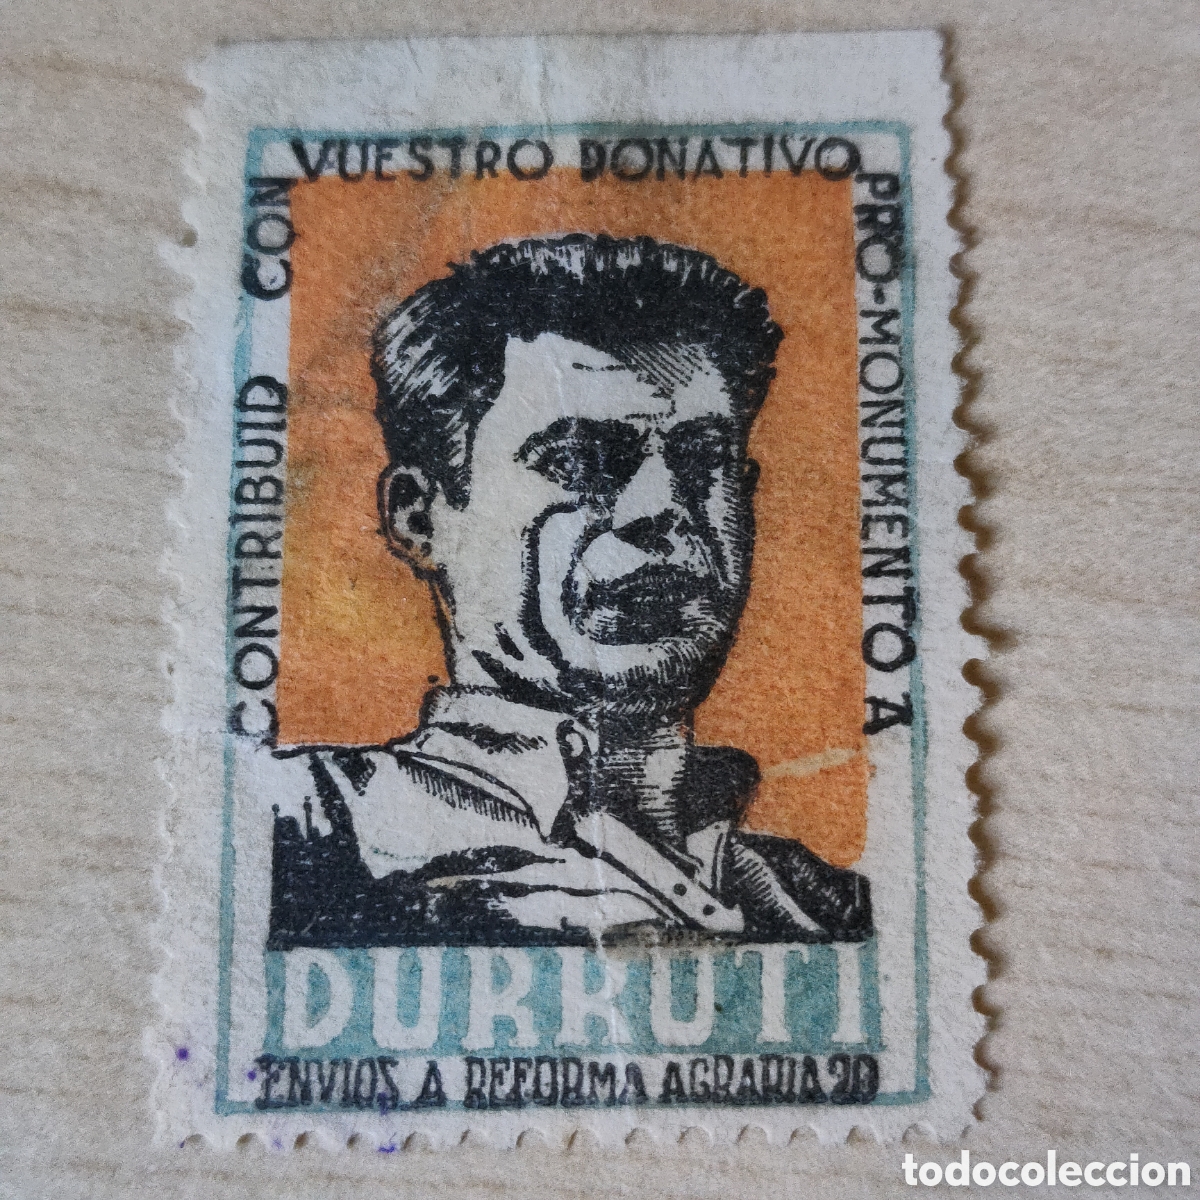 CONTRIBUID CON
VUESTRO DONATIVO
PRO-MONUMENTO A
DURRUTI
ENVIOS A REFORMA AGRARIA 20
todocoleccion